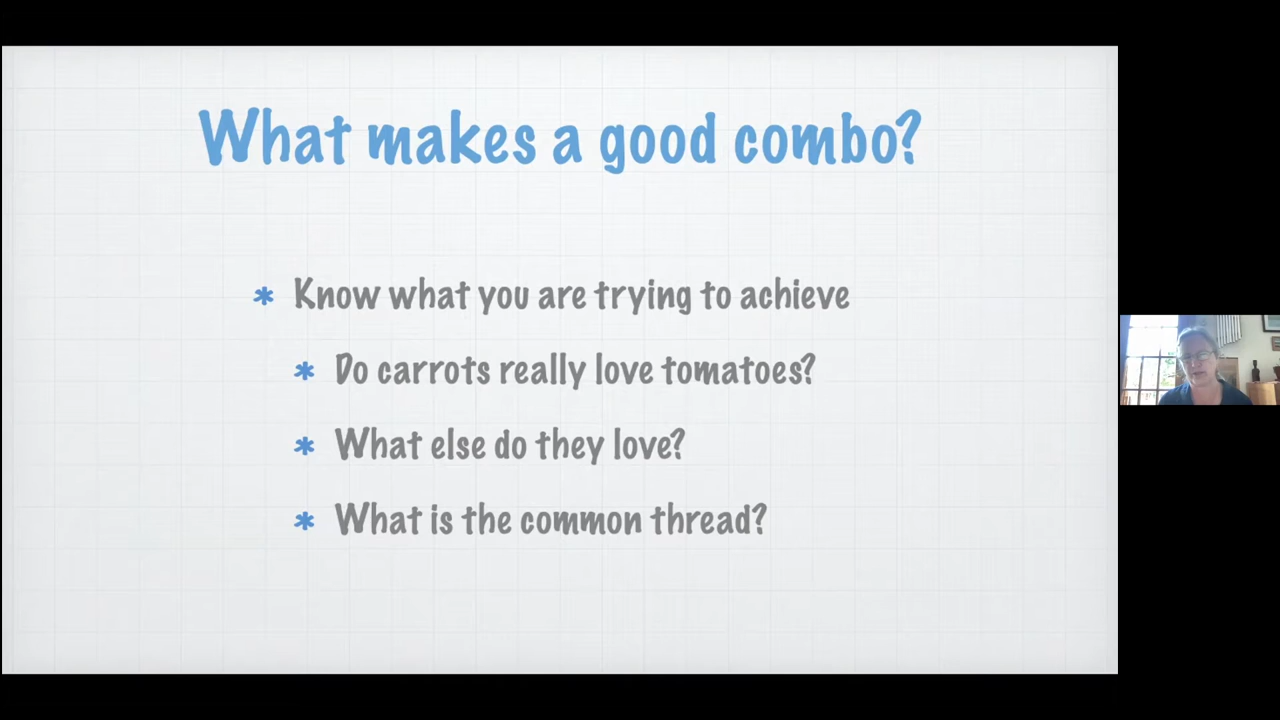 What makes a good combo?
* Know what you are trying to achieve
* Do carrots really love tomatoes?
* What else do they love?
* What is the common thread?